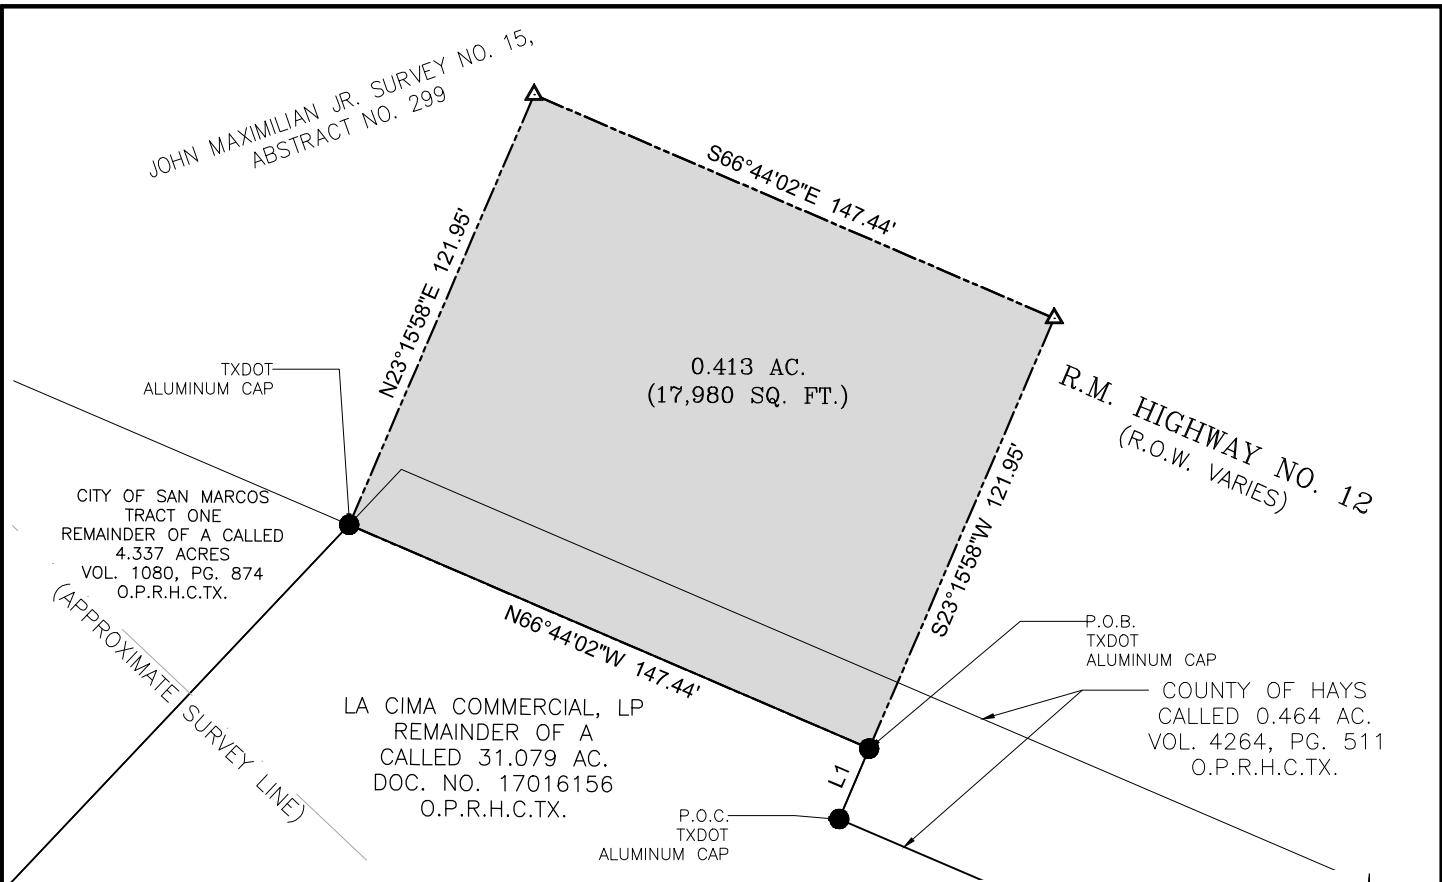 JOHN MAXIMILIAN JR. SURVEY NO. 15,
ABSTRACT NO. 299
S66°44'02"E 147.44'
N23°15'58"E 121.95'
0.413 AC.
(17,980 SQ. FT.)
TXDOT
ALUMINUM CAP
R.M. HIGHWAY NO. 12
(R.O.W. VARIES)
S23°15'58"W 121.95'
CITY OF SAN MARCOS
TRACT ONE
REMAINDER OF A CALLED
4.337 ACRES
VOL. 1080, PG. 874
O.P.R.H.C.TX.
(APPROXIMATE SURVEY LINE)
N66°44'02"W 147.44'
P.O.B.
TXDOT
ALUMINUM CAP
COUNTY OF HAYS
CALLED 0.464 AC.
VOL. 4264, PG. 511
O.P.R.H.C.TX.
LA CIMA COMMERCIAL, LP
REMAINDER OF A
CALLED 31.079 AC.
DOC. NO. 17016156
O.P.R.H.C.TX.
L1
P.O.C.
TXDOT
ALUMINUM CAP